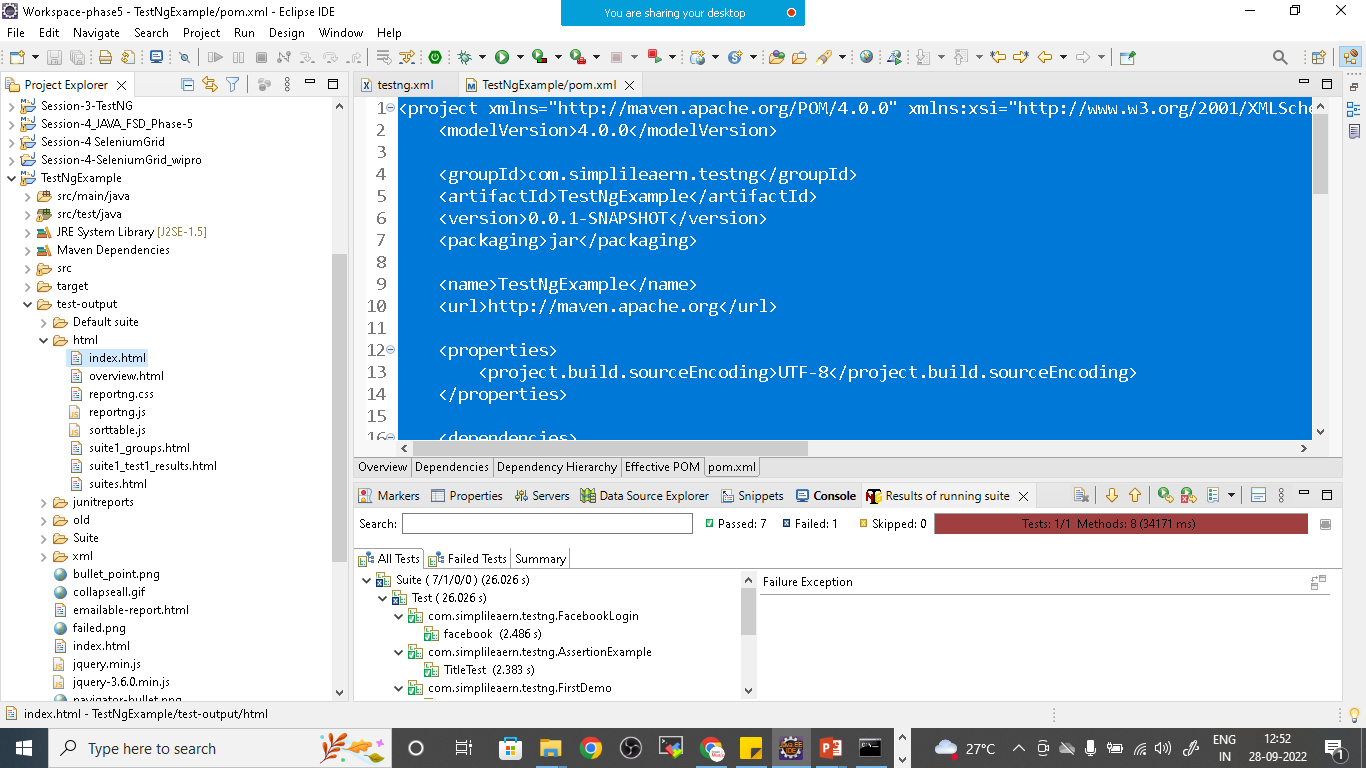 Workspace-phase5 - TestNgExample/pom.xml - Eclipse IDE
You are sharing your desktop
File Edit Navigate Search Project Run Design Window Help
Project Explorer
Session-3-TestNG
Session-4_JAVA_FSD_Phase-5
Session-4 SeleniumGrid
Session-4-SeleniumGrid_wipro
TestNgExample
src/main/java
src/test/java
JRE System Library [J2SE-1.5]
Maven Dependencies
src
target
test-output
Default suite
html
index.html
overview.html
reportng.css
reportng.js
sorttable.js
suite1_groups.html
suite1_test1_results.html
suites.html
junitreports
old
Suite
xml
bullet_point.png
collapseall.gif
emailable-report.html
failed.png
index.html
jquery.min.js
jquery-3.6.0.min.js
navigator-bullet.png
testng.xml
TestNgExample/pom.xml
1 <project xmlns="http://maven.apache.org/POM/4.0.0" xmlns:xsi="http://www.w3.org/2001/XMLSche
2 <modelVersion>4.0.0</modelVersion>
3
4 <groupId>com.simplilearn.testng</groupId>
5 <artifactId>TestNgExample</artifactId>
6 <version>0.0.1-SNAPSHOT</version>
7 <packaging>jar</packaging>
8
9 <name>TestNgExample</name>
10 <url>http://maven.apache.org</url>
11
12 <properties>
13 <project.build.sourceEncoding>UTF-8</project.build.sourceEncoding>
14 </properties>
15
16 <dependencies>
Overview Dependencies Dependency Hierarchy Effective POM pom.xml
Markers Properties Servers Data Source Explorer Snippets Console Results of running suite
Search: Passed: 7 Failed: 1 Skipped: 0 Tests: 1/1 Methods: 8 (34171 ms)
All Tests Failed Tests Summary
Suite ( 7/1/0/0 ) (26.026 s)
Test ( 26.026 s)
com.simplilearn.testng.FacebookLogin
facebook (2.486 s)
com.simplilearn.testng.AssertionExample
TitleTest (2.383 s)
com.simplilearn.testng.FirstDemo
Failure Exception
index.html - TestNgExample/test-output/html
Type here to search
27°C
ENG
IN
12:52
28-09-2022
1